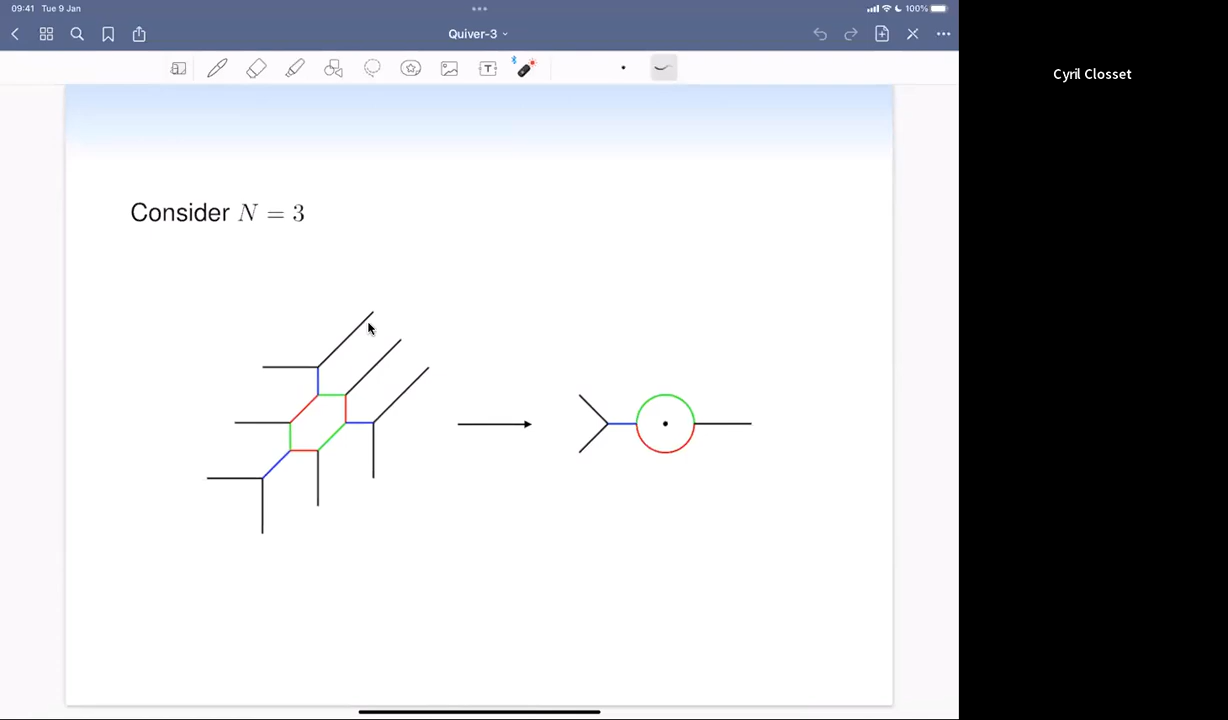 09:41 Tue 9 Jan
100%
Quiver-3
T
Cyril Closset
Consider N = 3